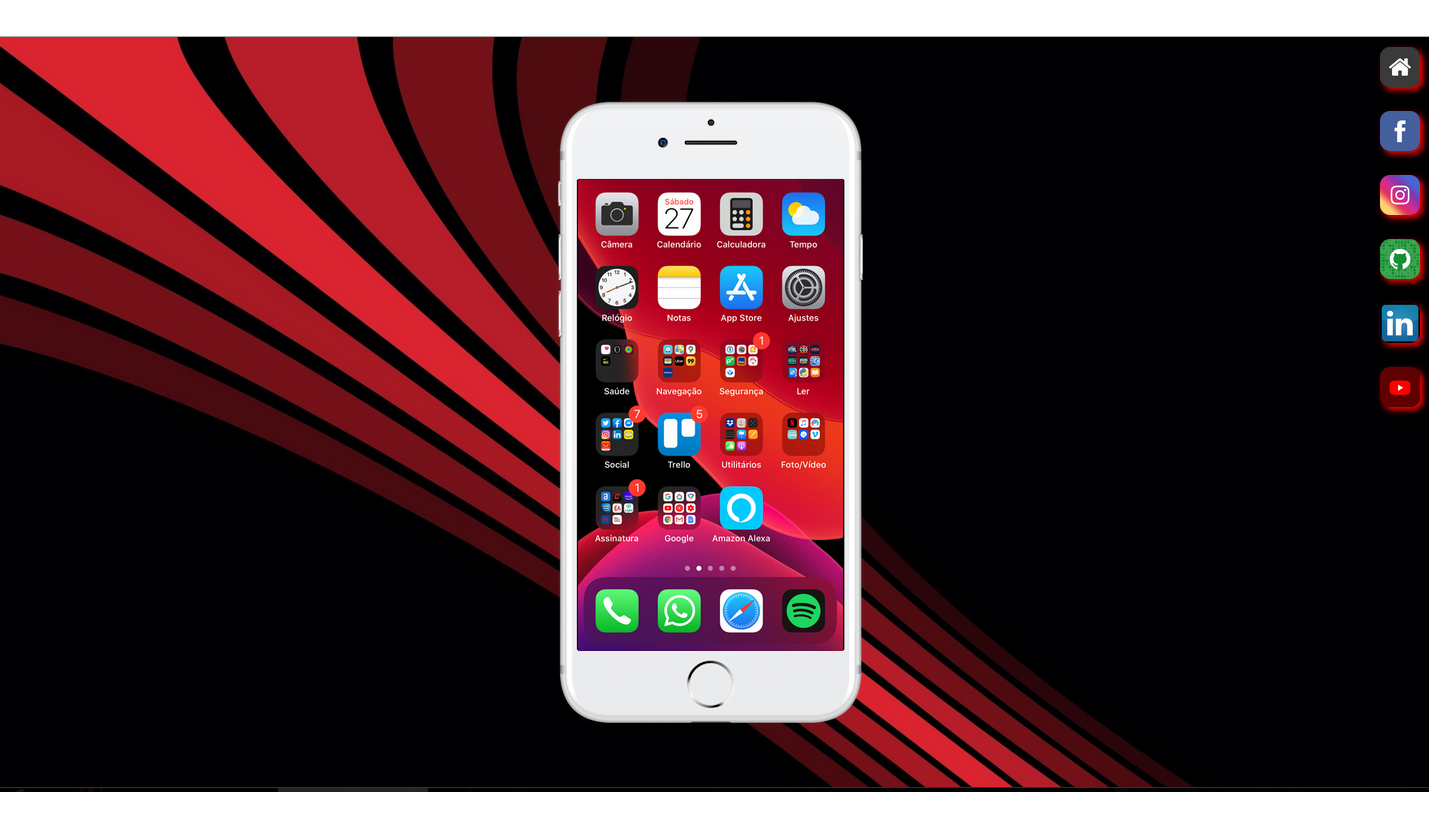 Sábado
27
Câmera
Calendário
Calculadora
Tempo
Relógio
Notas
App Store
Ajustes
1
Saúde
Navegação
Segurança
Ler
7
5
Social
Trello
Utilitários
Foto/Vídeo
1
Assinatura
Google
Amazon Alexa
f
in